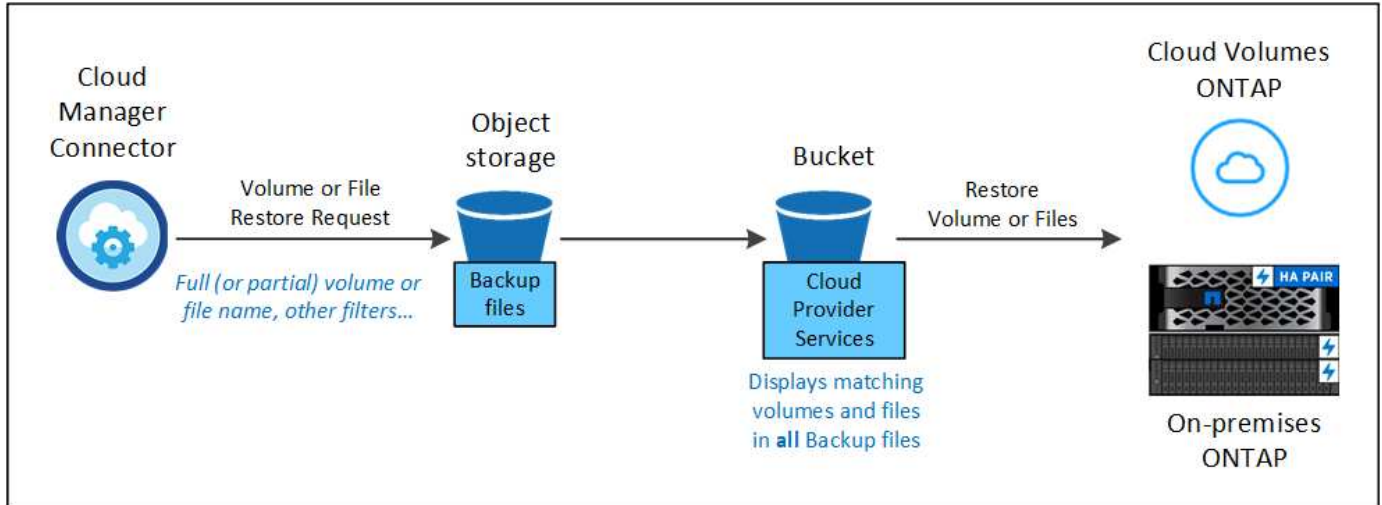 Cloud
Manager
Connector
Volume or File
Restore Request
Full (or partial) volume or
file name, other filters...
Object
storage
Backup
files
Bucket
Cloud
Provider
Services
Displays matching
volumes and files
in all Backup files
Restore
Volume or Files
Cloud Volumes
ONTAP
HA PAIR
On-premises
ONTAP